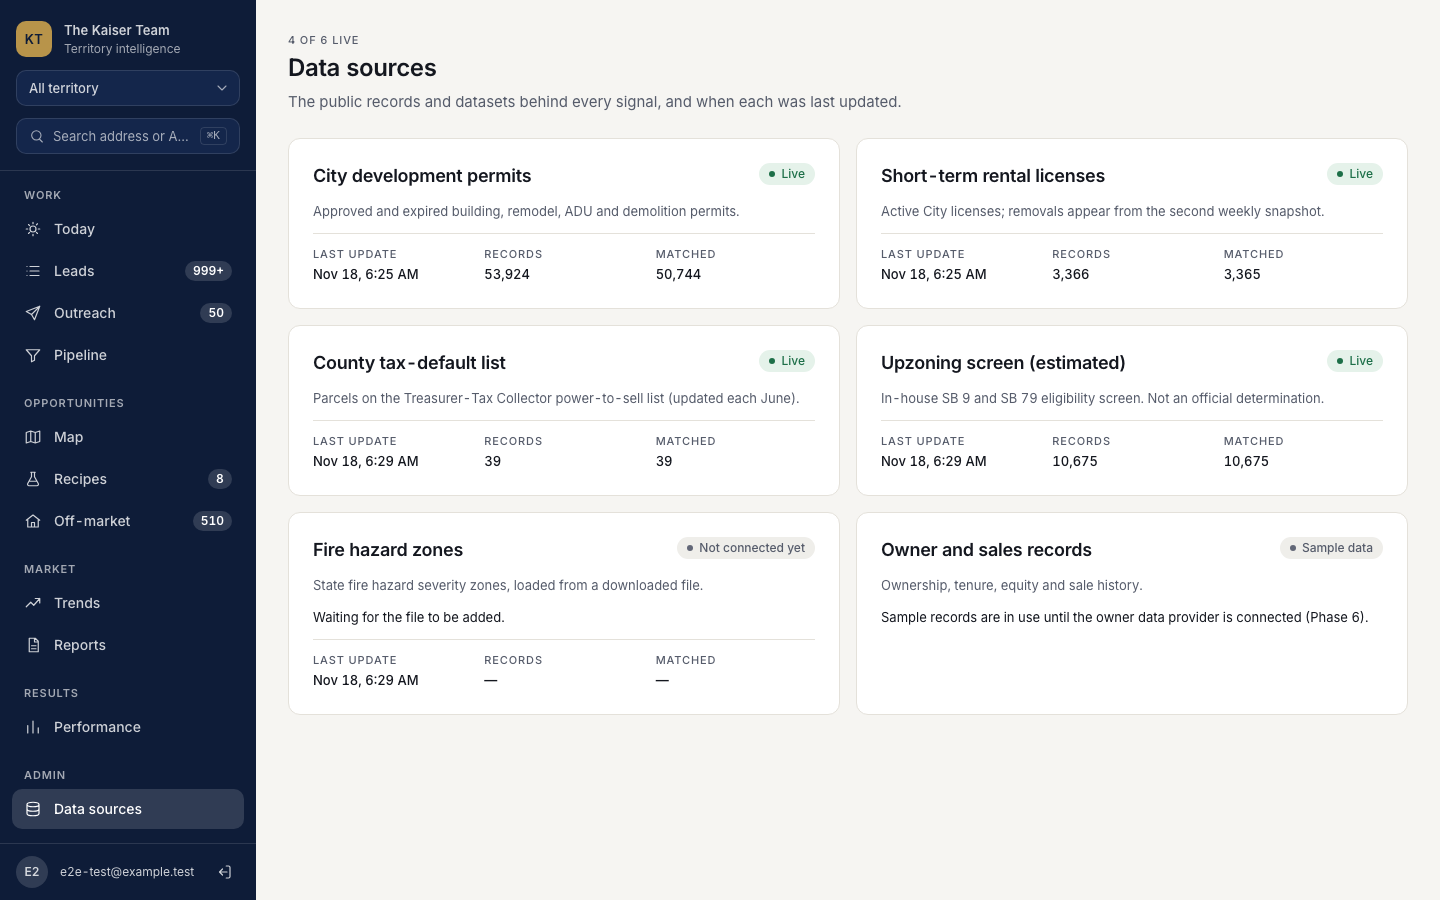 KT
The Kaiser Team
Territory intelligence
All territory
Search address or A... ⌘K
WORK
Today
Leads 999+
Outreach 50
Pipeline
OPPORTUNITIES
Map
Recipes 8
Off-market 510
MARKET
Trends
Reports
RESULTS
Performance
ADMIN
Data sources
E2 e2e-test@example.test
4 OF 6 LIVE
Data sources
The public records and datasets behind every signal, and when each was last updated.
City development permits Live
Approved and expired building, remodel, ADU and demolition permits.
LAST UPDATE RECORDS MATCHED
Nov 18, 6:25 AM 53,924 50,744
Short-term rental licenses Live
Active City licenses; removals appear from the second weekly snapshot.
LAST UPDATE RECORDS MATCHED
Nov 18, 6:25 AM 3,366 3,365
County tax-default list Live
Parcels on the Treasurer-Tax Collector power-to-sell list (updated each June).
LAST UPDATE RECORDS MATCHED
Nov 18, 6:29 AM 39 39
Upzoning screen (estimated) Live
In-house SB 9 and SB 79 eligibility screen. Not an official determination.
LAST UPDATE RECORDS MATCHED
Nov 18, 6:29 AM 10,675 10,675
Fire hazard zones Not connected yet
State fire hazard severity zones, loaded from a downloaded file.
Waiting for the file to be added.
LAST UPDATE RECORDS MATCHED
Nov 18, 6:29 AM — —
Owner and sales records Sample data
Ownership, tenure, equity and sale history.
Sample records are in use until the owner data provider is connected (Phase 6).